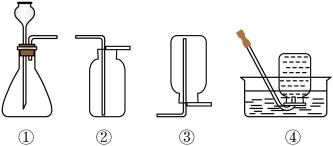 ① ② ③ ④